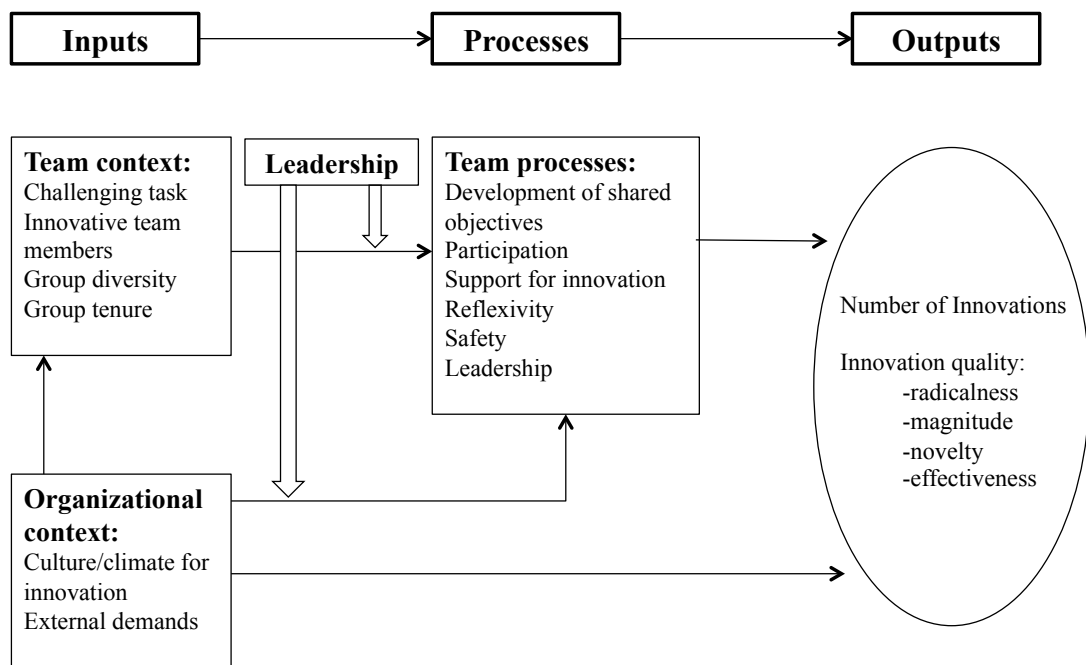 Inputs
Processes
Outputs
Team context:
Challenging task
Innovative team
members
Group diversity
Group tenure
Leadership
Team processes:
Development of shared
objectives
Participation
Support for innovation
Reflexivity
Safety
Leadership
Number of Innovations
Innovation quality:
-radicalness
-magnitude
-novelty
-effectiveness
Organizational
context:
Culture/climate for
innovation
External demands